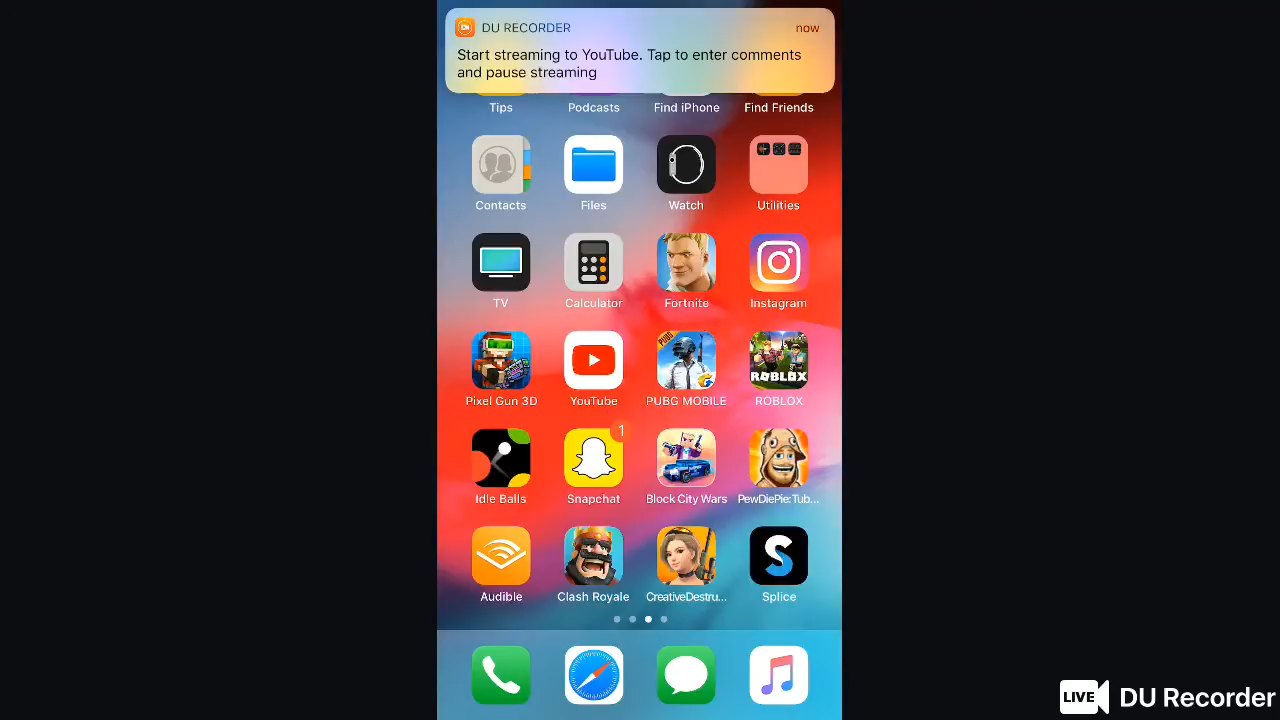 DU RECORDER now
Start streaming to YouTube. Tap to enter comments
and pause streaming
Tips Podcasts Find iPhone Find Friends
Contacts Files Watch Utilities
TV Calculator Fortnite Instagram
PUBG
ROBLOX
Pixel Gun 3D YouTube PUBG MOBILE ROBLOX
1
Idle Balls Snapchat Block City Wars PewDiePie: Tub...
S
Audible Clash Royale CreativeDestru... Splice
LIVE DU Recorder